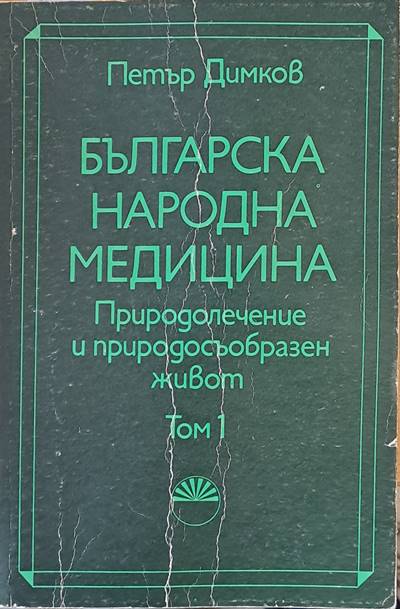 Петър Димков
БЪЛГАРСКА
НАРОДНА
МЕДИЦИНА
Природолечение
и природосъобразен
живот
Том 1